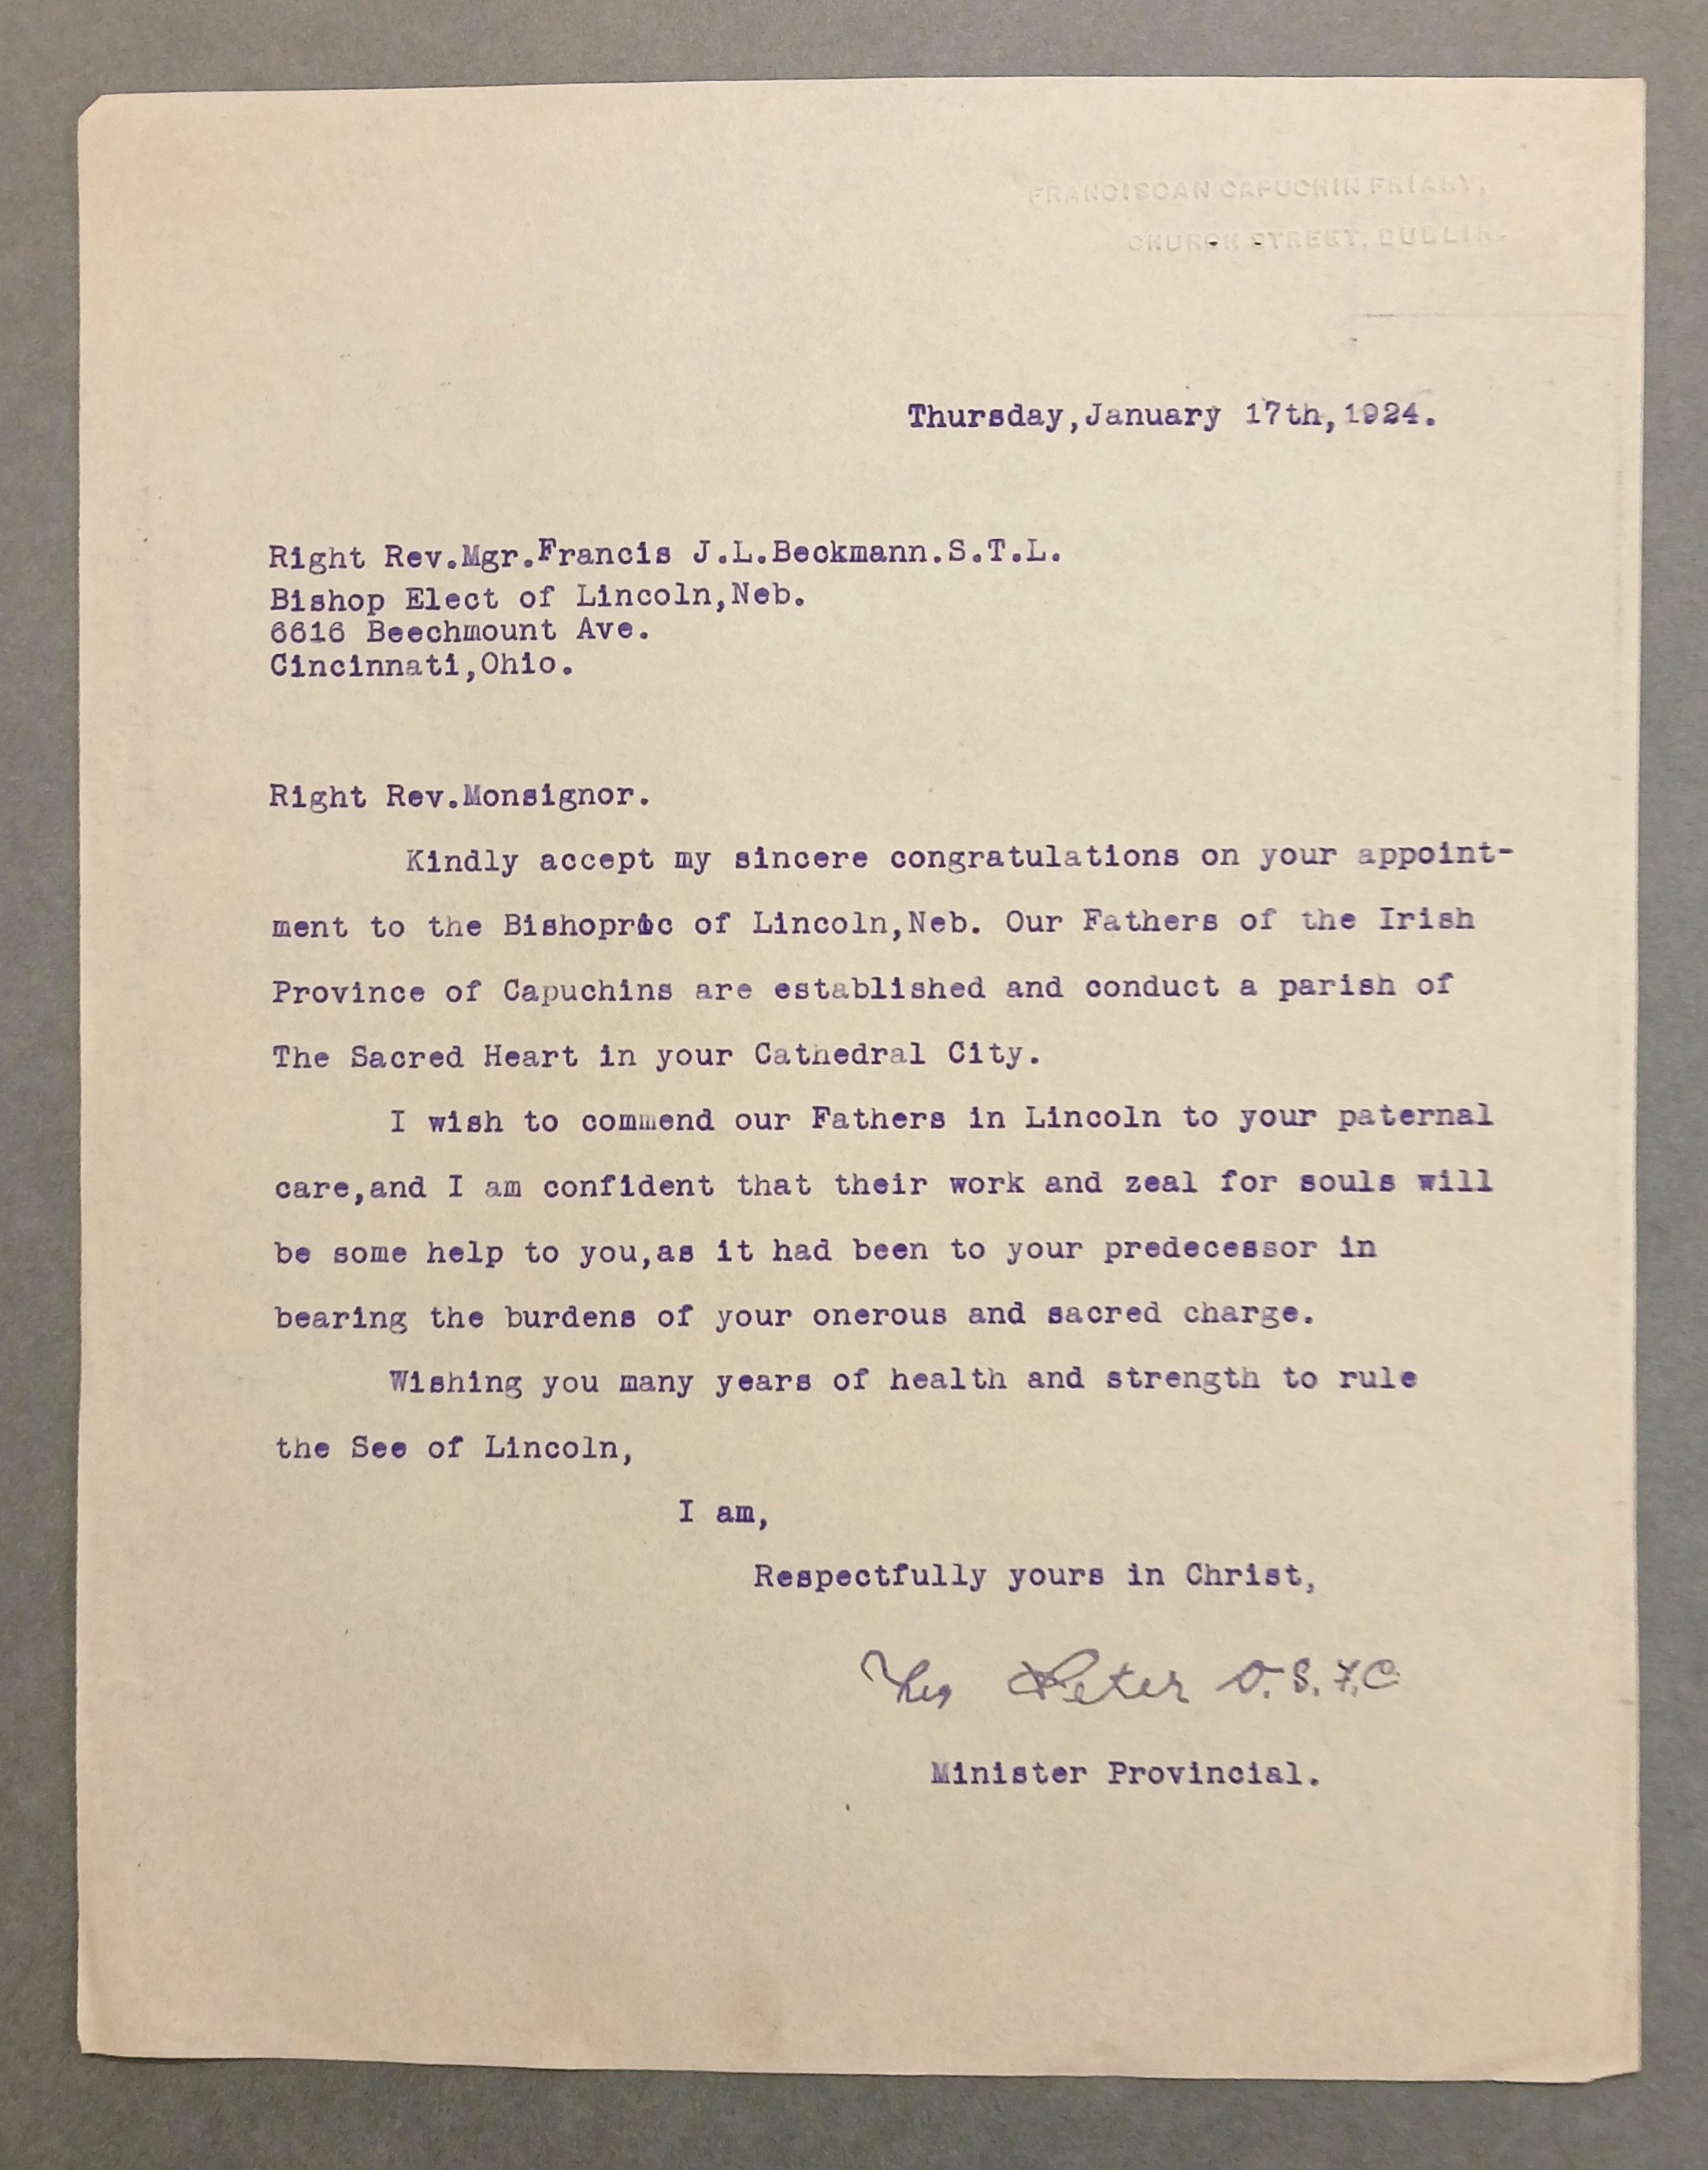 FRANCISCAN CAPUCHIN FRIARY,
CHURCH STREET, DUBLIN.
Thursday,January 17th,1924.
Right Rev.Mgr.Francis J.L.Beckmann.S.T.L.
Bishop Elect of Lincoln,Neb.
6616 Beechmount Ave.
Cincinnati,Ohio.
Right Rev.Monsignor.
Kindly accept my sincere congratulations on your appoint-
ment to the Bishopric of Lincoln,Neb. Our Fathers of the Irish
Province of Capuchins are established and conduct a parish of
The Sacred Heart in your Cathedral City.
I wish to commend our Fathers in Lincoln to your paternal
care,and I am confident that their work and zeal for souls will
be some help to you,as it had been to your predecessor in
bearing the burdens of your onerous and sacred charge.
Wishing you many years of health and strength to rule
the See of Lincoln,
I am,
Respectfully yours in Christ,
Peter O.S.F.C.
Minister Provincial.